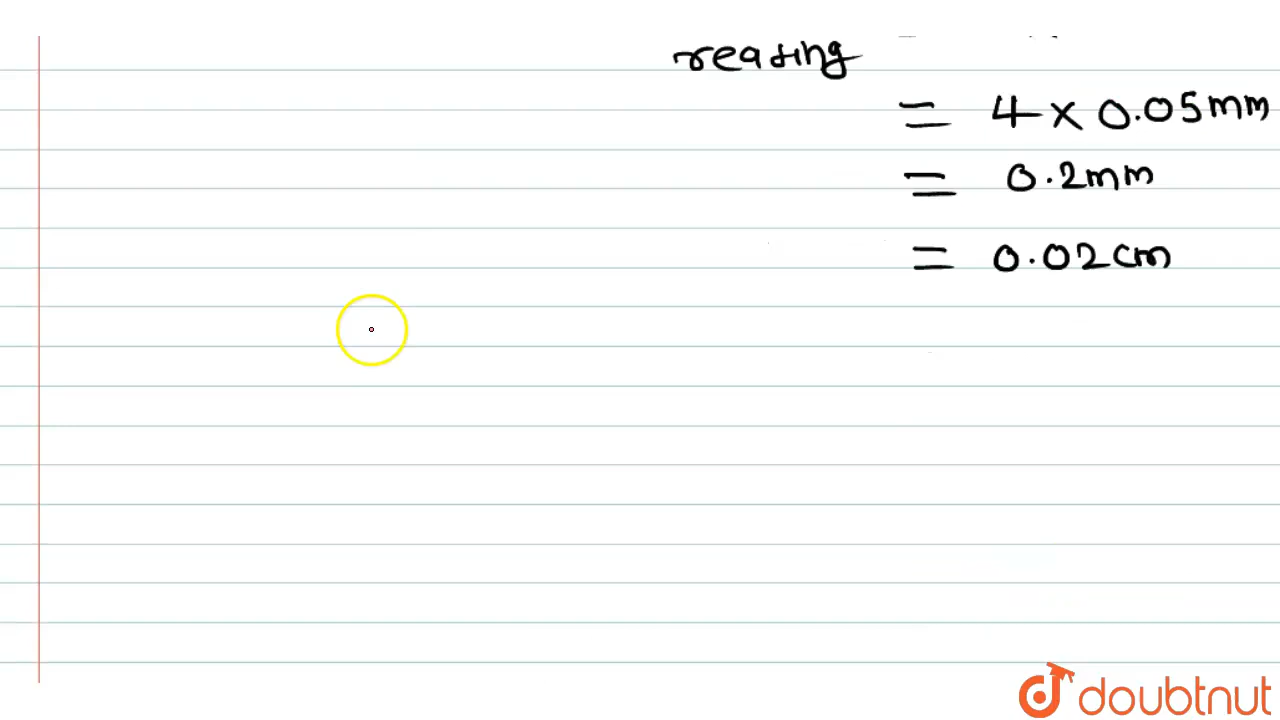 reading
= 4 × 0.05mm
= 0.2mm
= 0.02cm
doubtnut